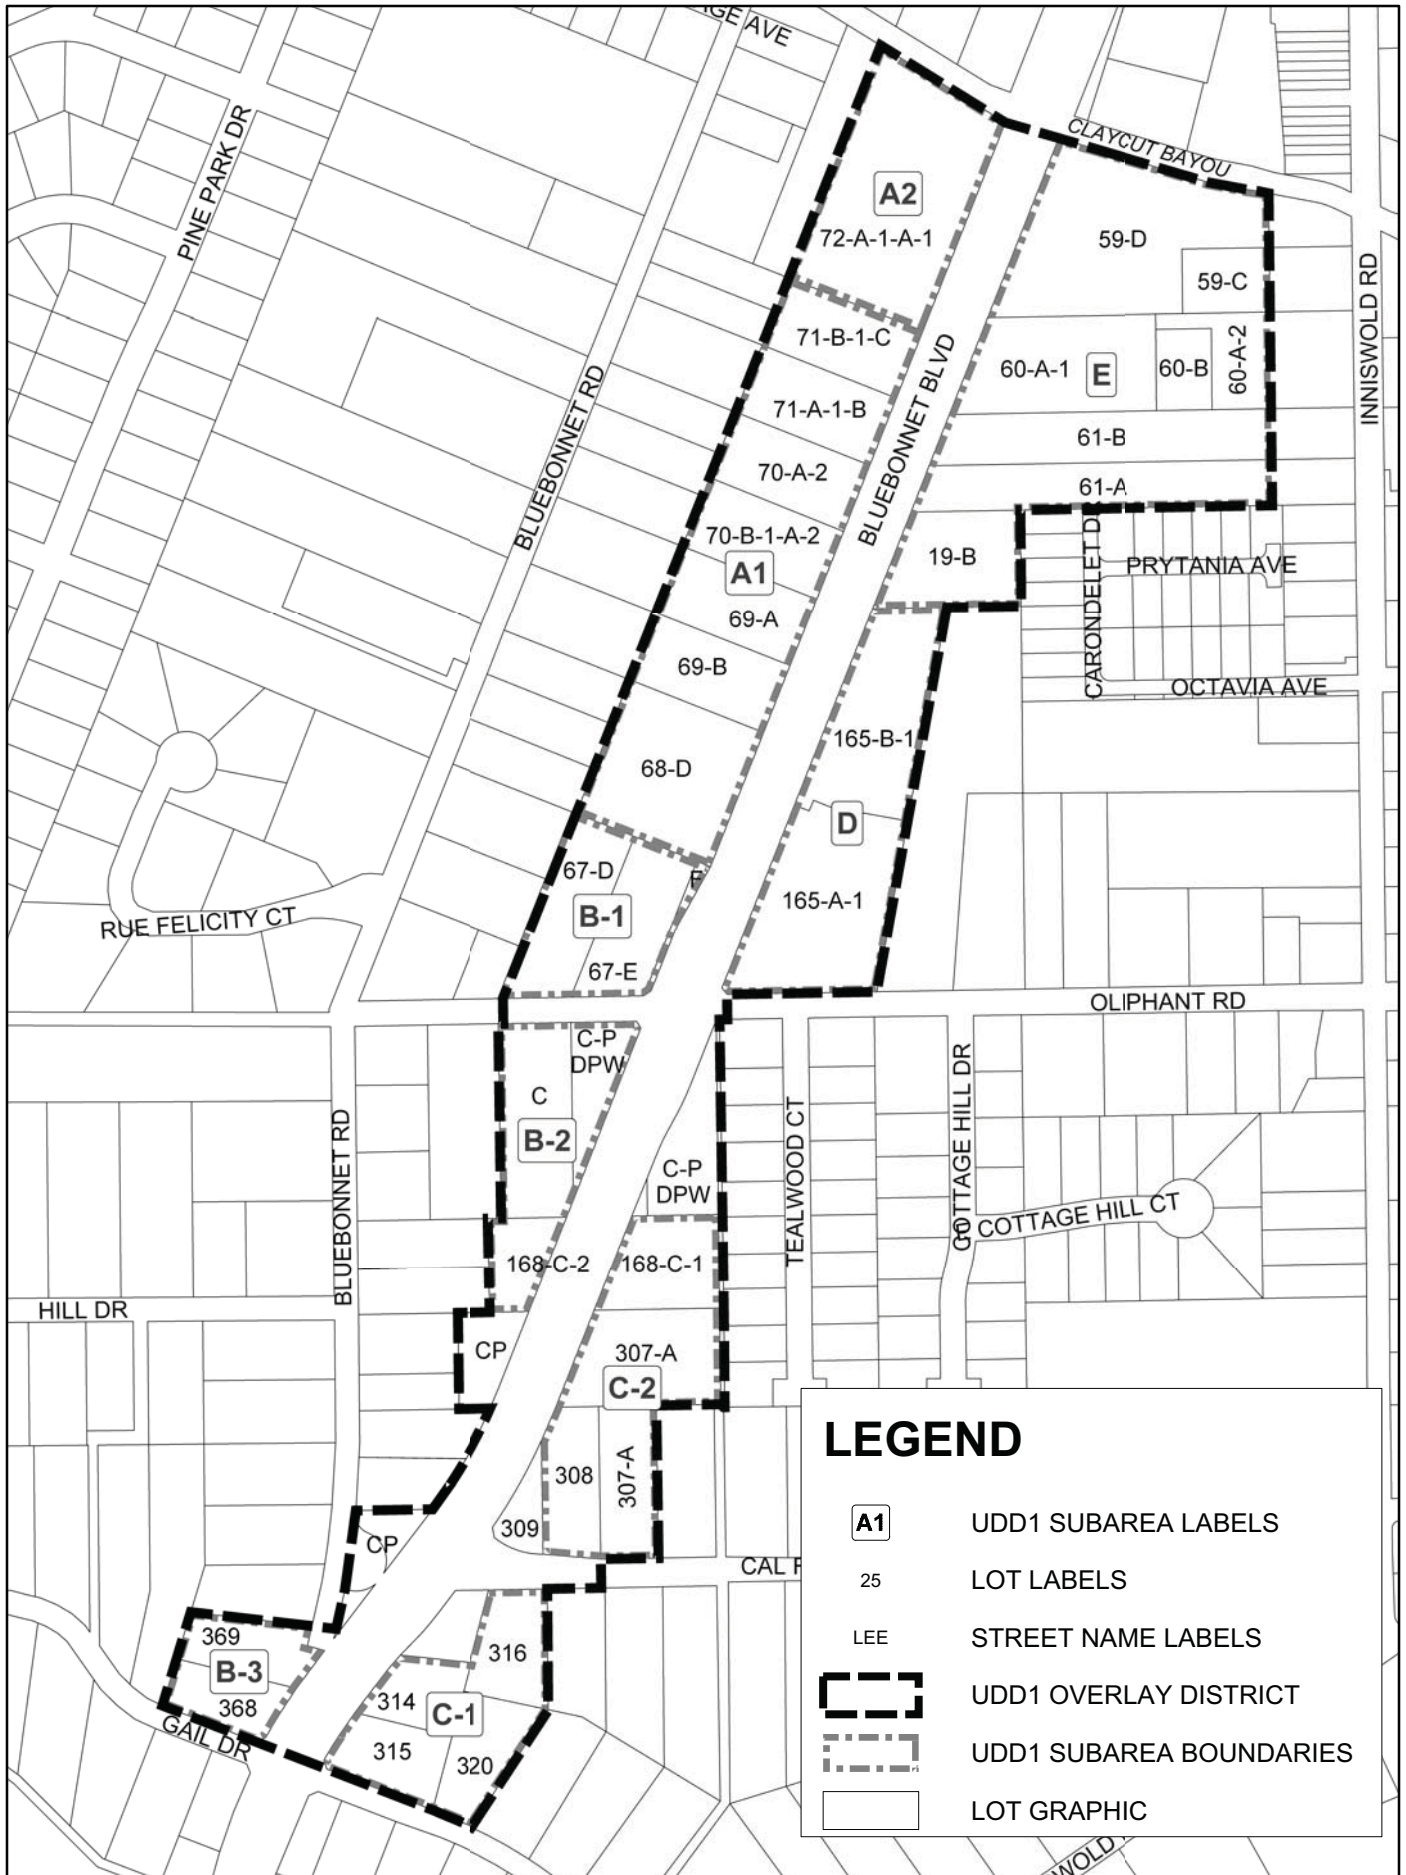 AVE
PINE PARK DR
CLAYCUT BAYOU
A2
72-A-1-A-1
59-D
59-C
INNISWOLD RD
71-B-1-C
60-A-1
E
60-B
60-A-2
BLUEBONNET BLVD
BLUEBONNET RD
71-A-1-B
61-B
70-A-2
61-A
70-B-1-A-2
19-B
CARONDELET
PRYTANIA AVE
A1
69-A
69-B
OCTAVIA AVE
165-B-1
68-D
D
67-D
F
165-A-1
B-1
RUE FELICITY CT
67-E
OLIPHANT RD
C-P
DPW
C
B-2
BLUEBONNET RD
TEALWOOD CT
COTTAGE HILL DR
C-P
DPW
COTTAGE HILL CT
168-C-2
168-C-1
HILL DR
CP
307-A
C-2
308
307-A
309
CP
CAL
369
B-3
368
GAIL DR
316
314
C-1
315
320
LEGEND
A1 UDD1 SUBAREA LABELS
25 LOT LABELS
LEE STREET NAME LABELS
UDD1 OVERLAY DISTRICT
UDD1 SUBAREA BOUNDARIES
LOT GRAPHIC